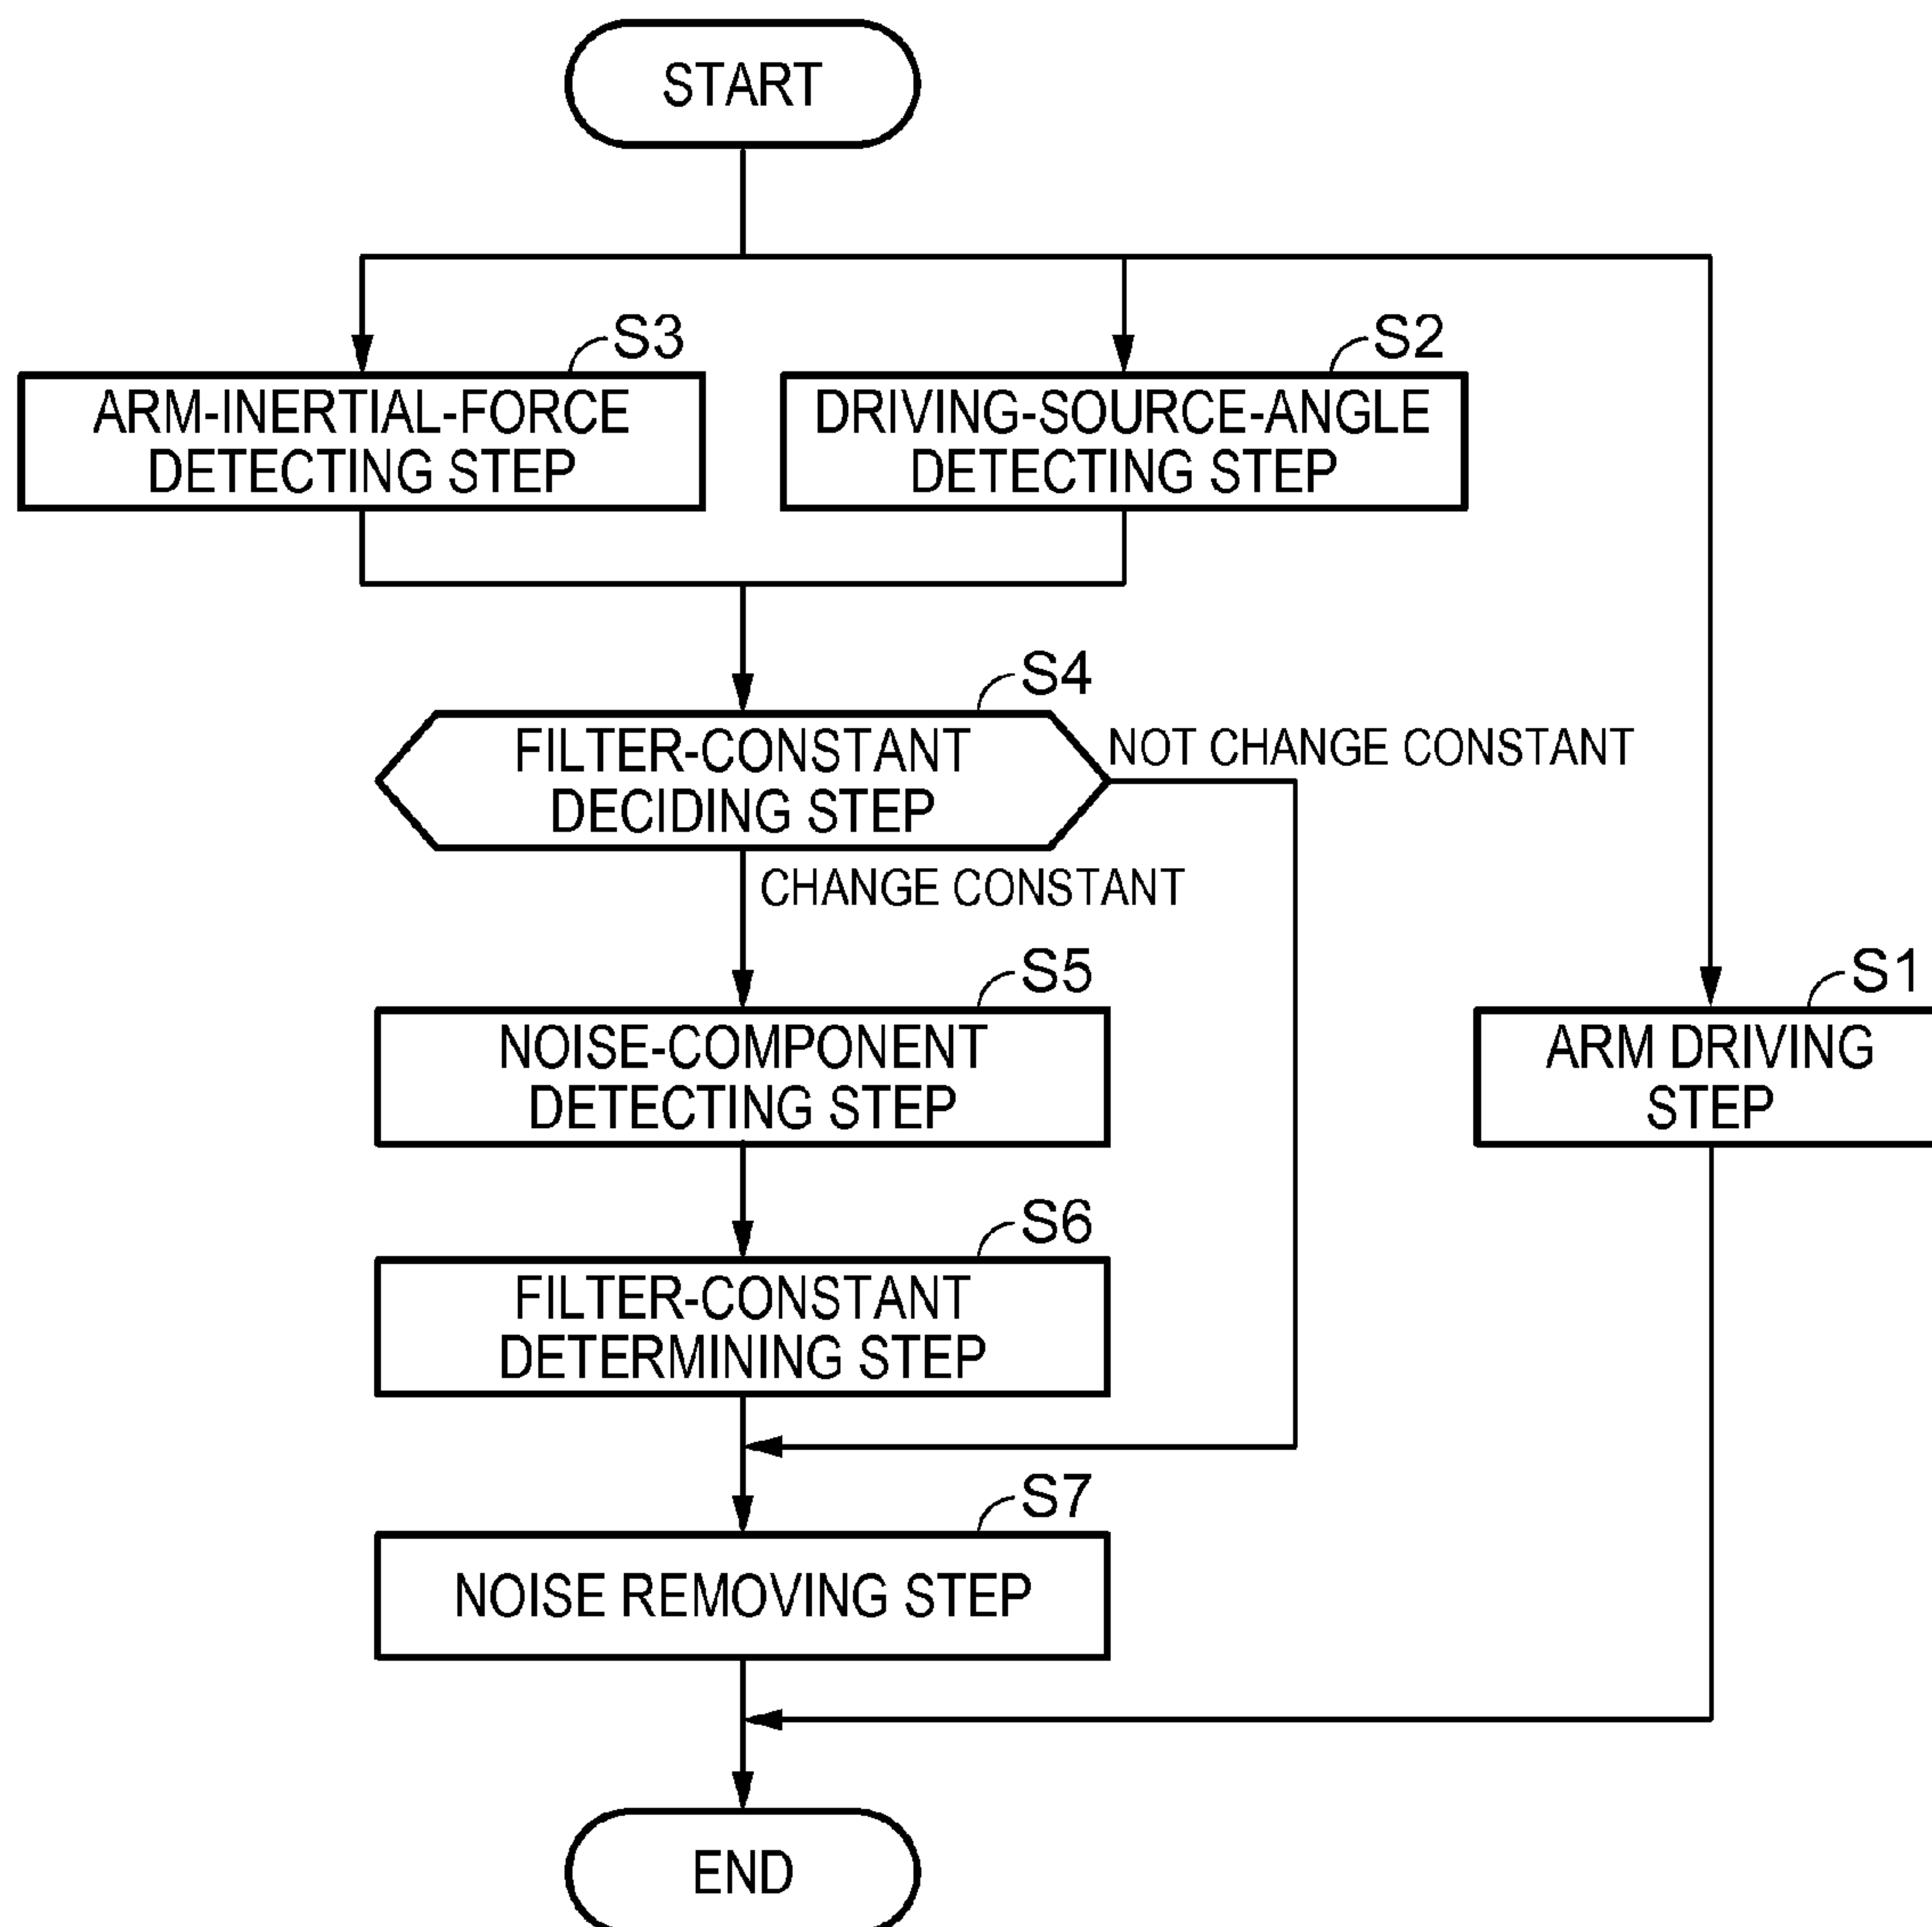 START
S3
ARM-INERTIAL-FORCE
DETECTING STEP
S2
DRIVING-SOURCE-ANGLE
DETECTING STEP
S4
FILTER-CONSTANT
DECIDING STEP
NOT CHANGE CONSTANT
CHANGE CONSTANT
S5
NOISE-COMPONENT
DETECTING STEP
S1
ARM DRIVING
STEP
S6
FILTER-CONSTANT
DETERMINING STEP
S7
NOISE REMOVING STEP
END